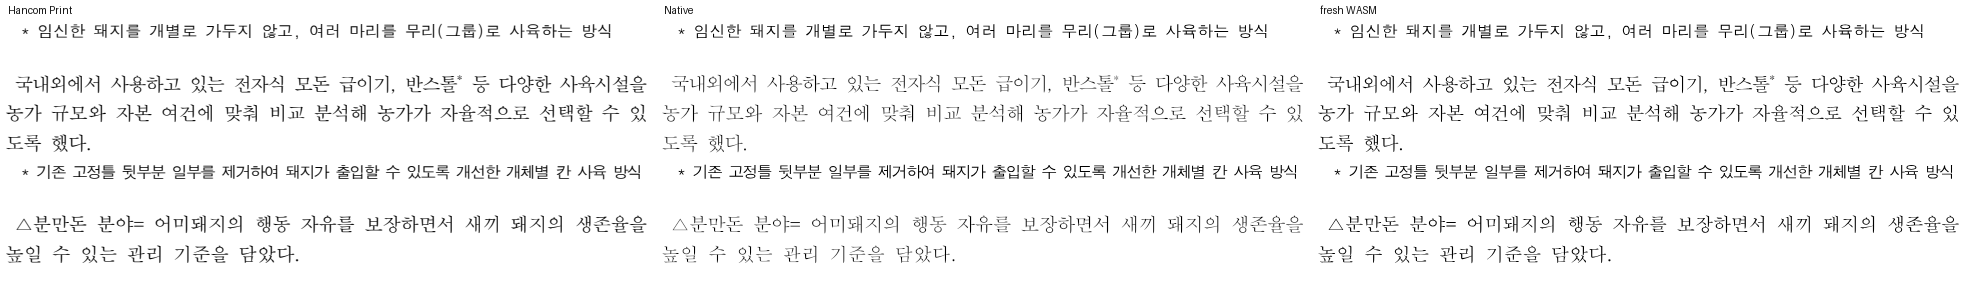 Hancom Print
* 임신한 돼지를 개별로 가두지 않고, 여러 마리를 무리(그룹)로 사육하는 방식
국내외에서 사용하고 있는 전자식 모돈 급이기, 반스톨* 등 다양한 사육시설을
농가 규모와 자본 여건에 맞춰 비교 분석해 농가가 자율적으로 선택할 수 있
도록 했다.
* 기존 고정틀 뒷부분 일부를 제거하여 돼지가 출입할 수 있도록 개선한 개체별 칸 사육 방식
△분만돈 분야= 어미돼지의 행동 자유를 보장하면서 새끼 돼지의 생존율을
높일 수 있는 관리 기준을 담았다.
Native
* 임신한 돼지를 개별로 가두지 않고, 여러 마리를 무리(그룹)로 사육하는 방식
국내외에서 사용하고 있는 전자식 모돈 급이기, 반스톨* 등 다양한 사육시설을
농가 규모와 자본 여건에 맞춰 비교 분석해 농가가 자율적으로 선택할 수 있
도록 했다.
* 기존 고정틀 뒷부분 일부를 제거하여 돼지가 출입할 수 있도록 개선한 개체별 칸 사육 방식
△분만돈 분야= 어미돼지의 행동 자유를 보장하면서 새끼 돼지의 생존율을
높일 수 있는 관리 기준을 담았다.
fresh WASM
* 임신한 돼지를 개별로 가두지 않고, 여러 마리를 무리(그룹)로 사육하는 방식
국내외에서 사용하고 있는 전자식 모돈 급이기, 반스톨* 등 다양한 사육시설을
농가 규모와 자본 여건에 맞춰 비교 분석해 농가가 자율적으로 선택할 수 있
도록 했다.
* 기존 고정틀 뒷부분 일부를 제거하여 돼지가 출입할 수 있도록 개선한 개체별 칸 사육 방식
△분만돈 분야= 어미돼지의 행동 자유를 보장하면서 새끼 돼지의 생존율을
높일 수 있는 관리 기준을 담았다.